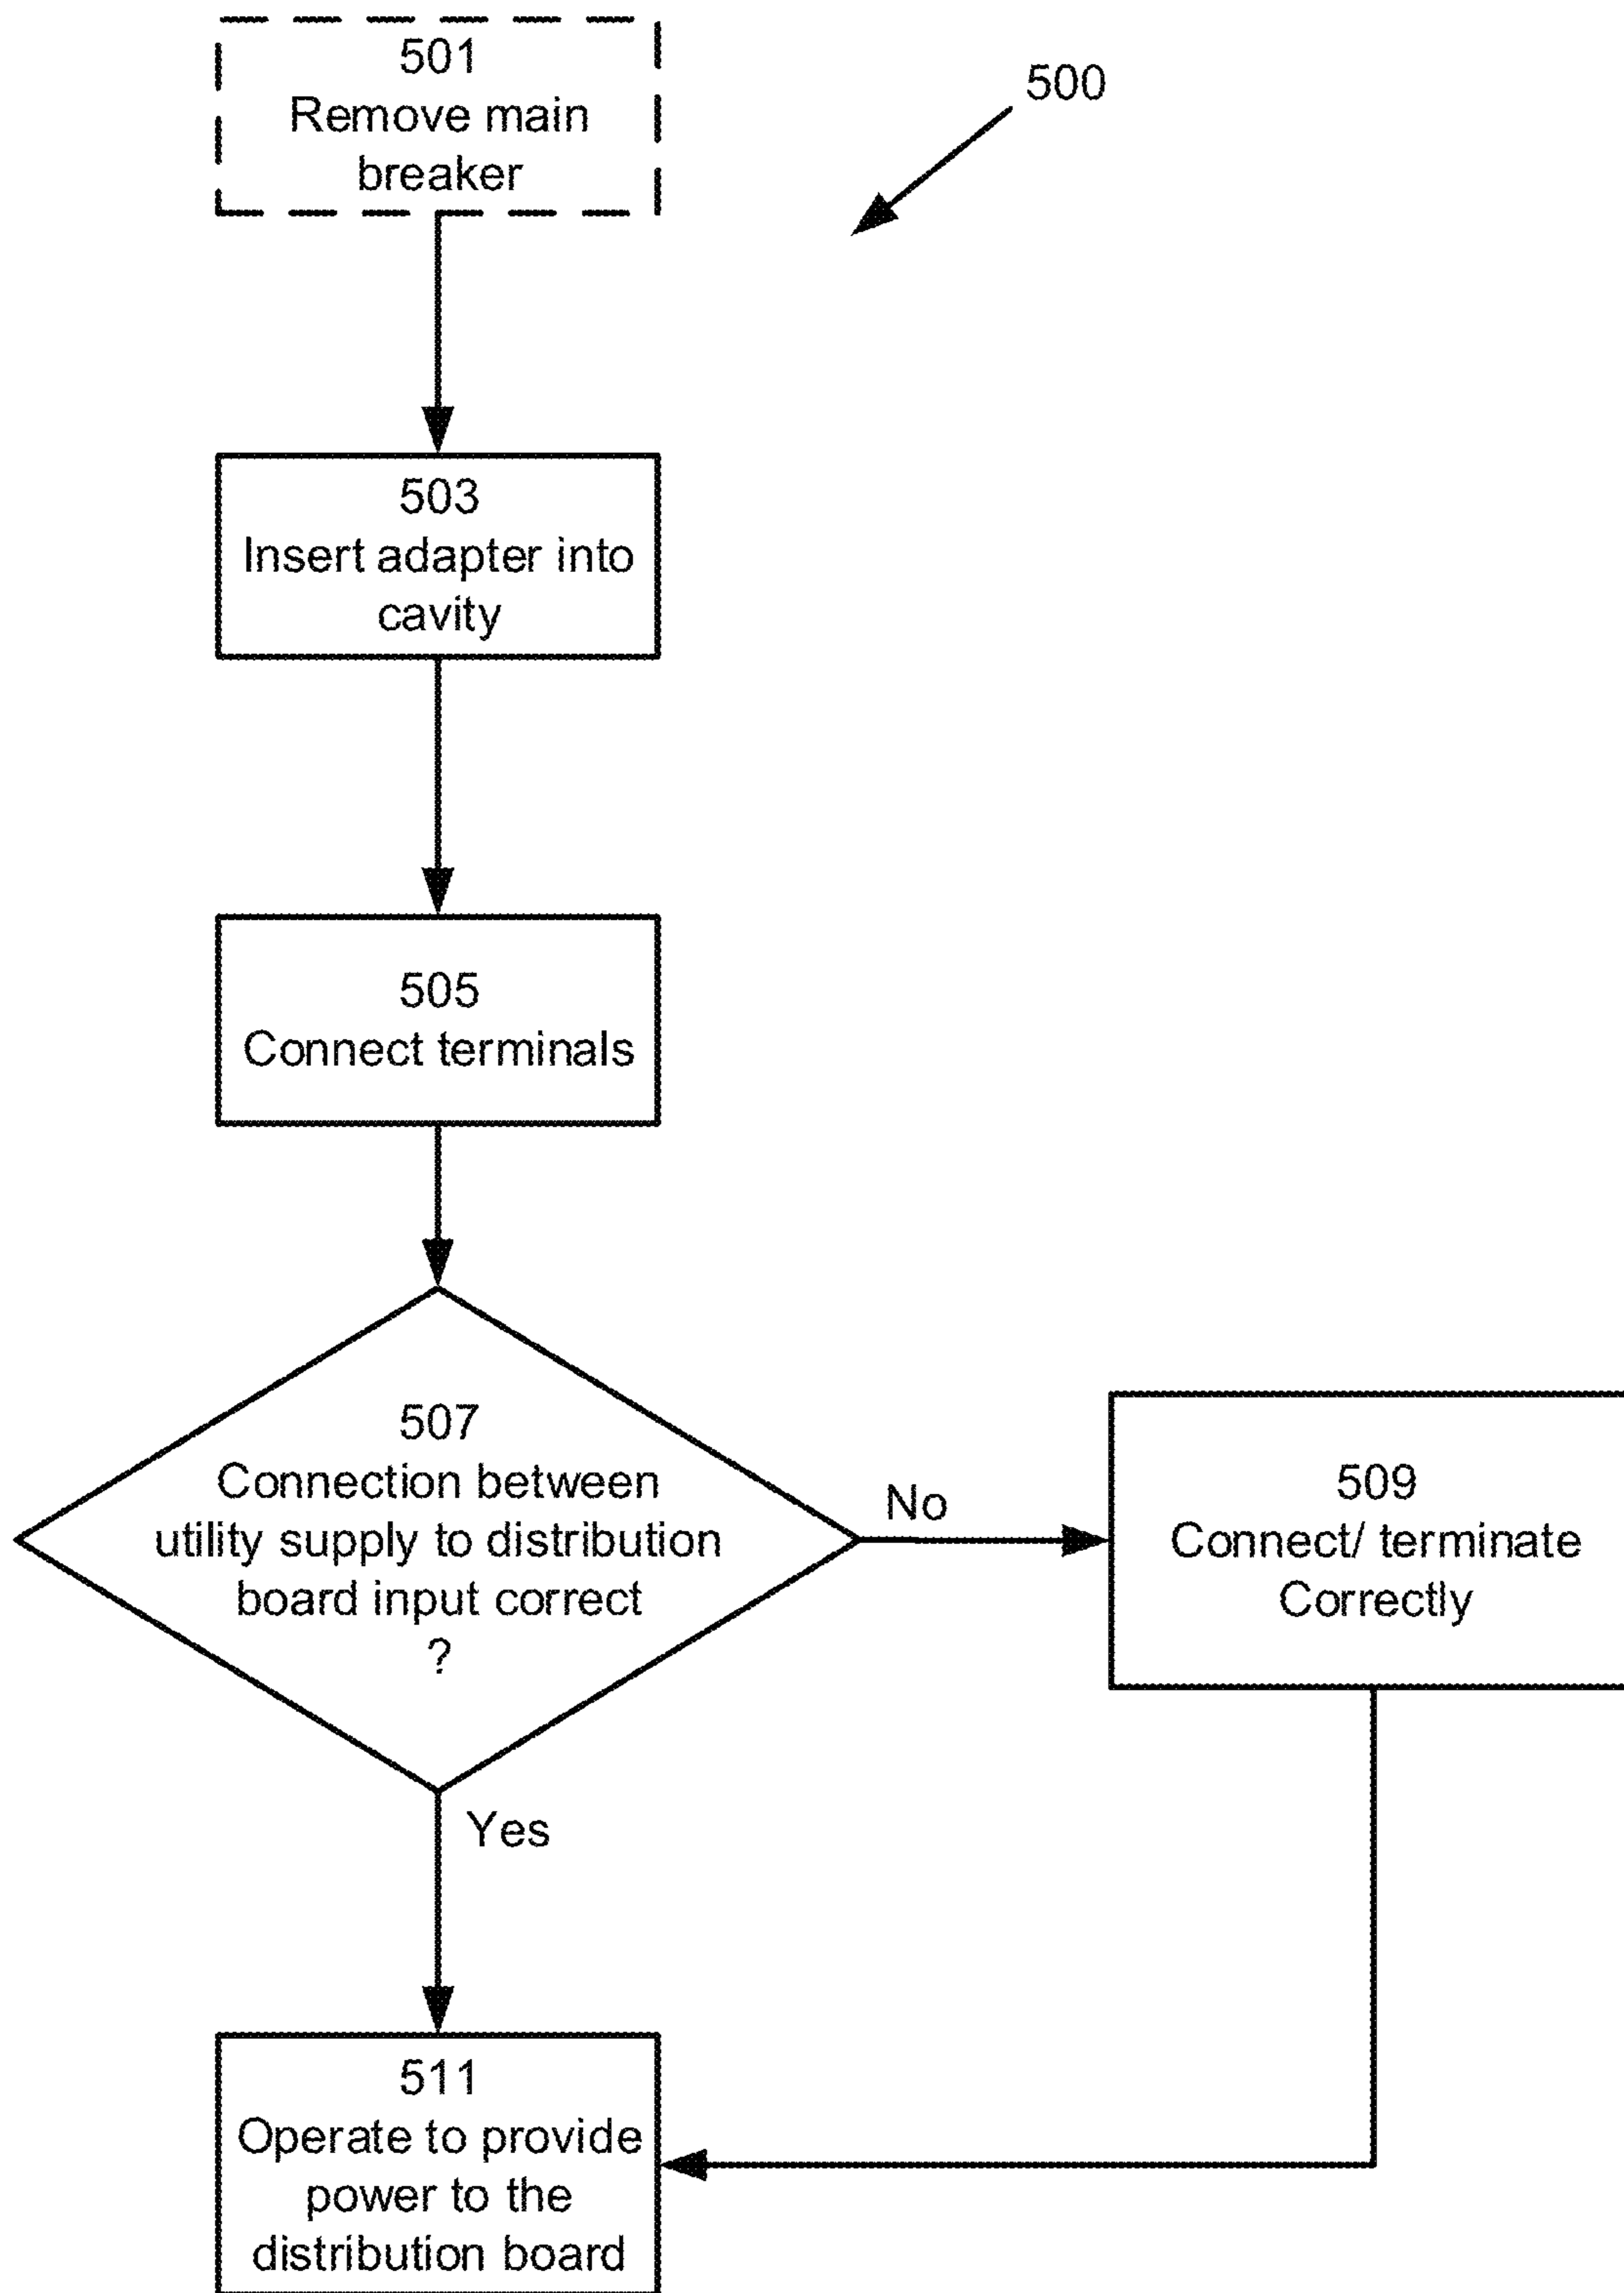 501
Remove main
breaker
500
503
Insert adapter into
cavity
505
Connect terminals
507
Connection between
utility supply to distribution
board input correct
?
No
509
Connect/ terminate
Correctly
Yes
511
Operate to provide
power to the
distribution board